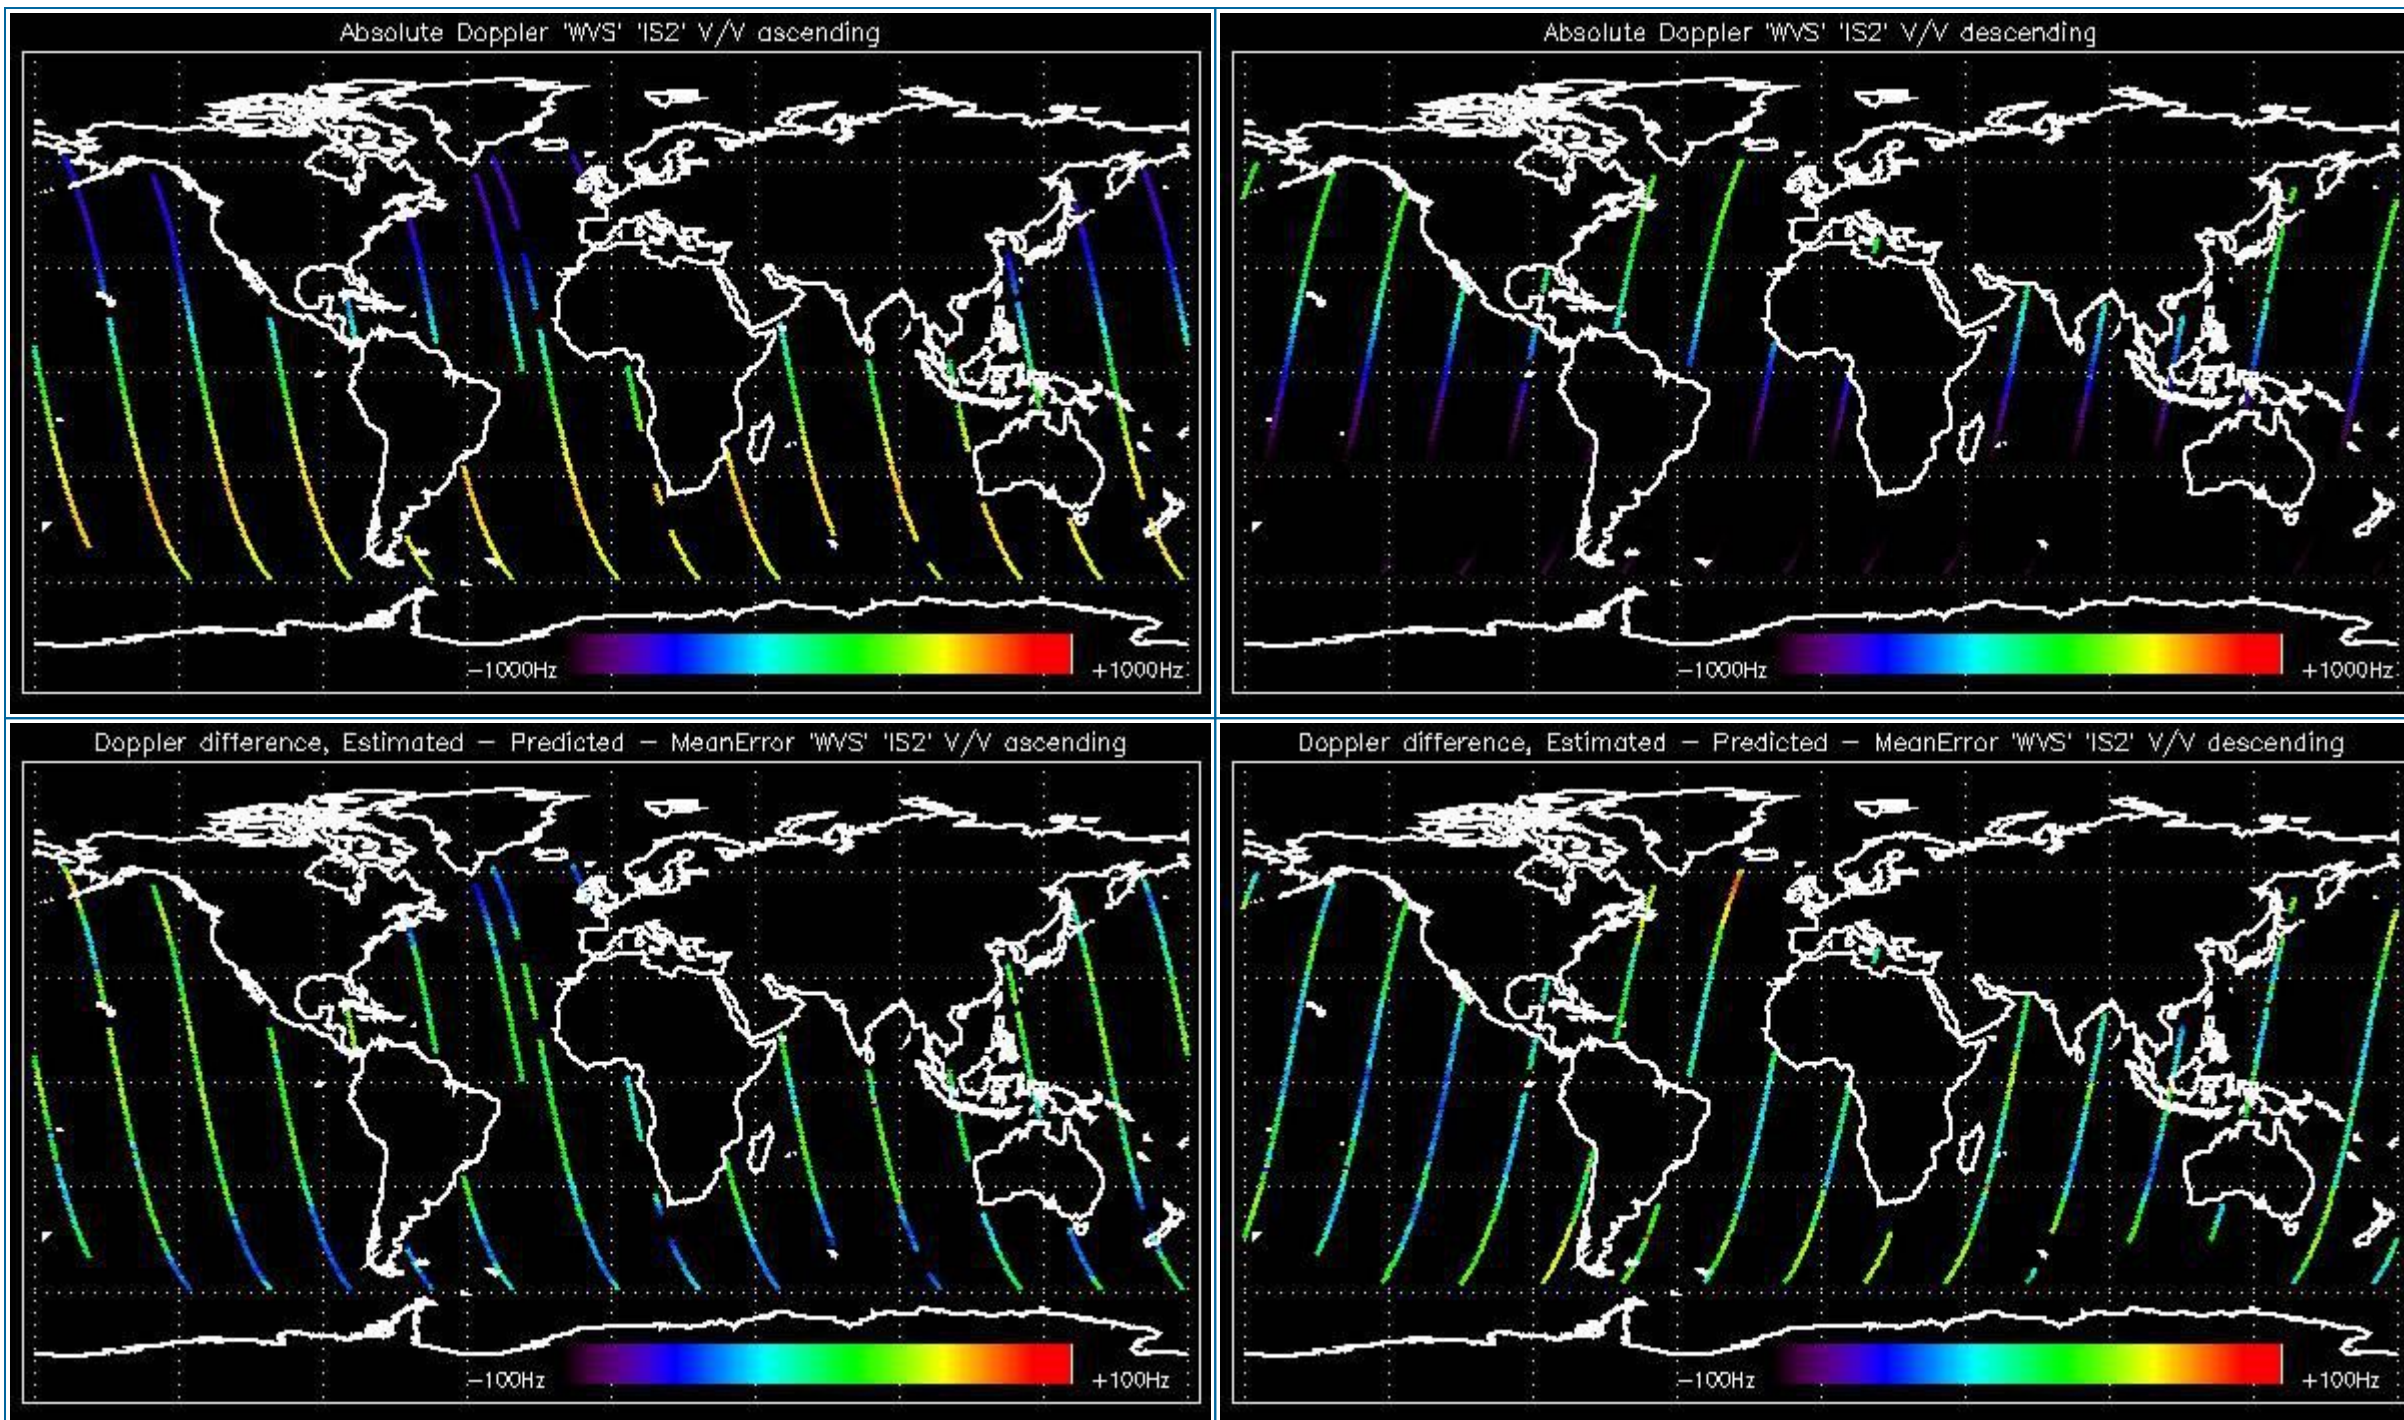 Absolute Doppler 'WVS' 'IS2' V/V ascending
-1000Hz
+1000Hz
Absolute Doppler 'WVS' 'IS2' V/V descending
-1000Hz
+1000Hz
Doppler difference, Estimated - Predicted - MeanError 'WVS' 'IS2' V/V ascending
-100Hz
+100Hz
Doppler difference, Estimated - Predicted - MeanError 'WVS' 'IS2' V/V descending
-100Hz
+100Hz